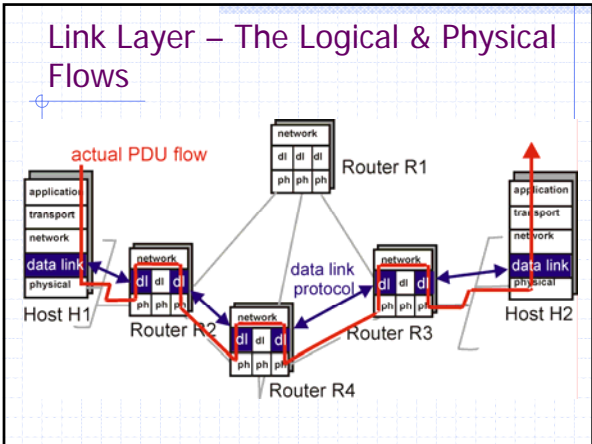 Link Layer – The Logical & Physical
Flows
actual PDU flow
network
dl dl dl
ph ph ph
Router R1
application
transport
network
data link
physical
Host H1
network
dl dl dl
ph ph ph
Router R2
data link
protocol
network
dl dl dl
ph ph ph
Router R4
network
dl dl dl
ph ph ph
Router R3
application
transport
network
data link
physical
Host H2